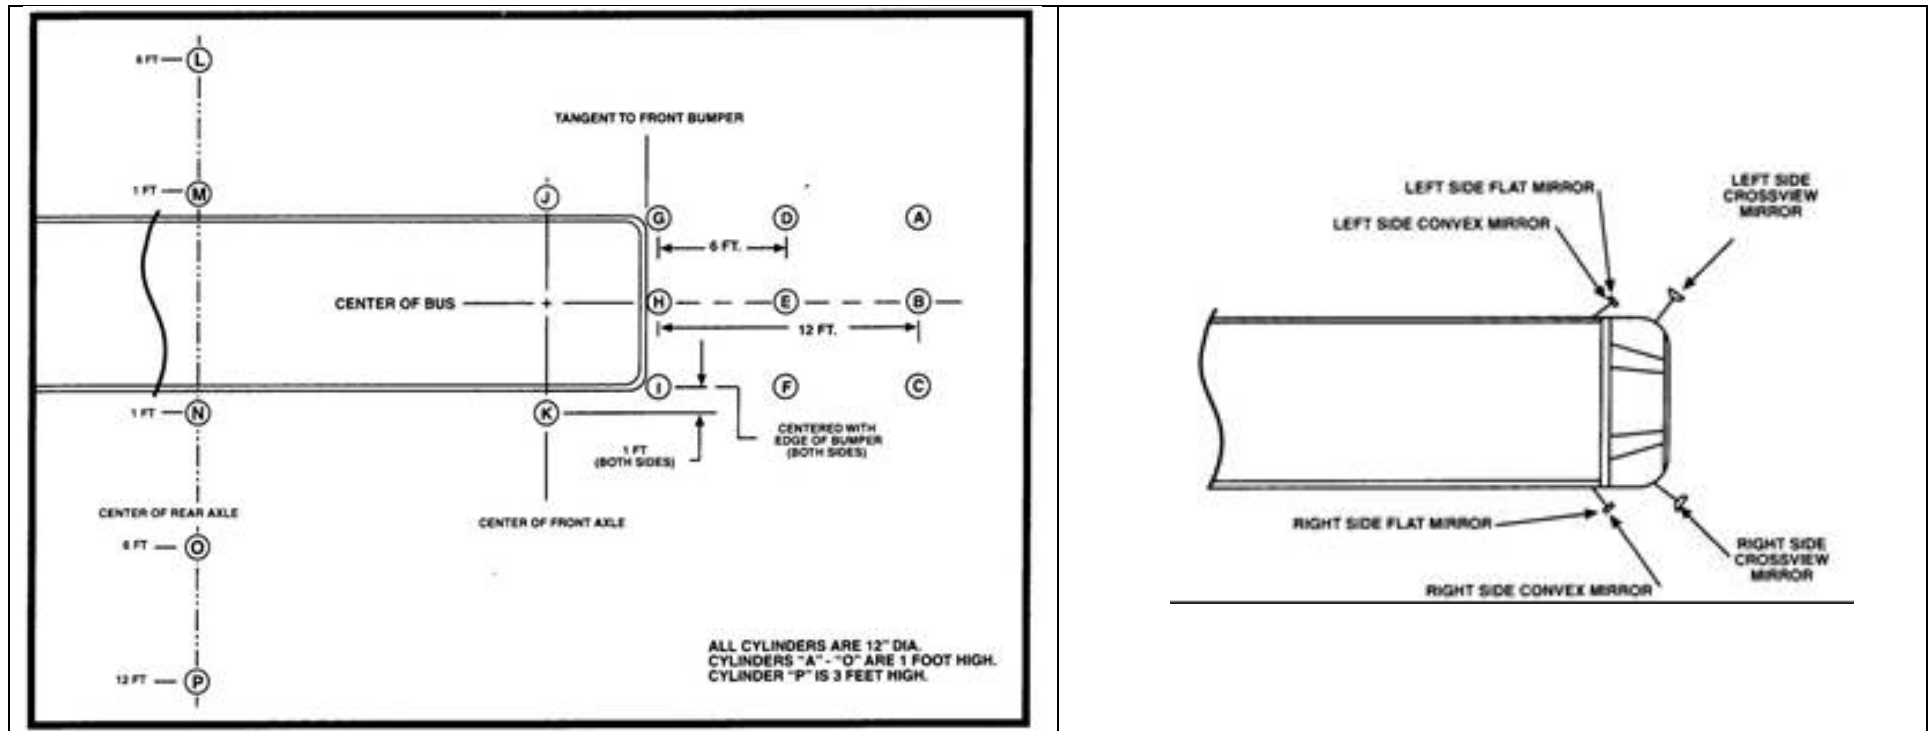 6 FT
L
TANGENT TO FRONT BUMPER
1 FT
M
J
G
D
A
6 FT.
CENTER OF BUS
H
E
B
12 FT.
I
F
C
1 FT
N
K
CENTERED WITH
EDGE OF BUMPER
(BOTH SIDES)
1 FT
(BOTH SIDES)
CENTER OF REAR AXLE
CENTER OF FRONT AXLE
6 FT
O
12 FT
P
ALL CYLINDERS ARE 12" DIA.
CYLINDERS "A" - "O" ARE 1 FOOT HIGH.
CYLINDER "P" IS 3 FEET HIGH.
LEFT SIDE FLAT MIRROR
LEFT SIDE CONVEX MIRROR
LEFT SIDE
CROSSVIEW
MIRROR
RIGHT SIDE FLAT MIRROR
RIGHT SIDE CONVEX MIRROR
RIGHT SIDE
CROSSVIEW
MIRROR